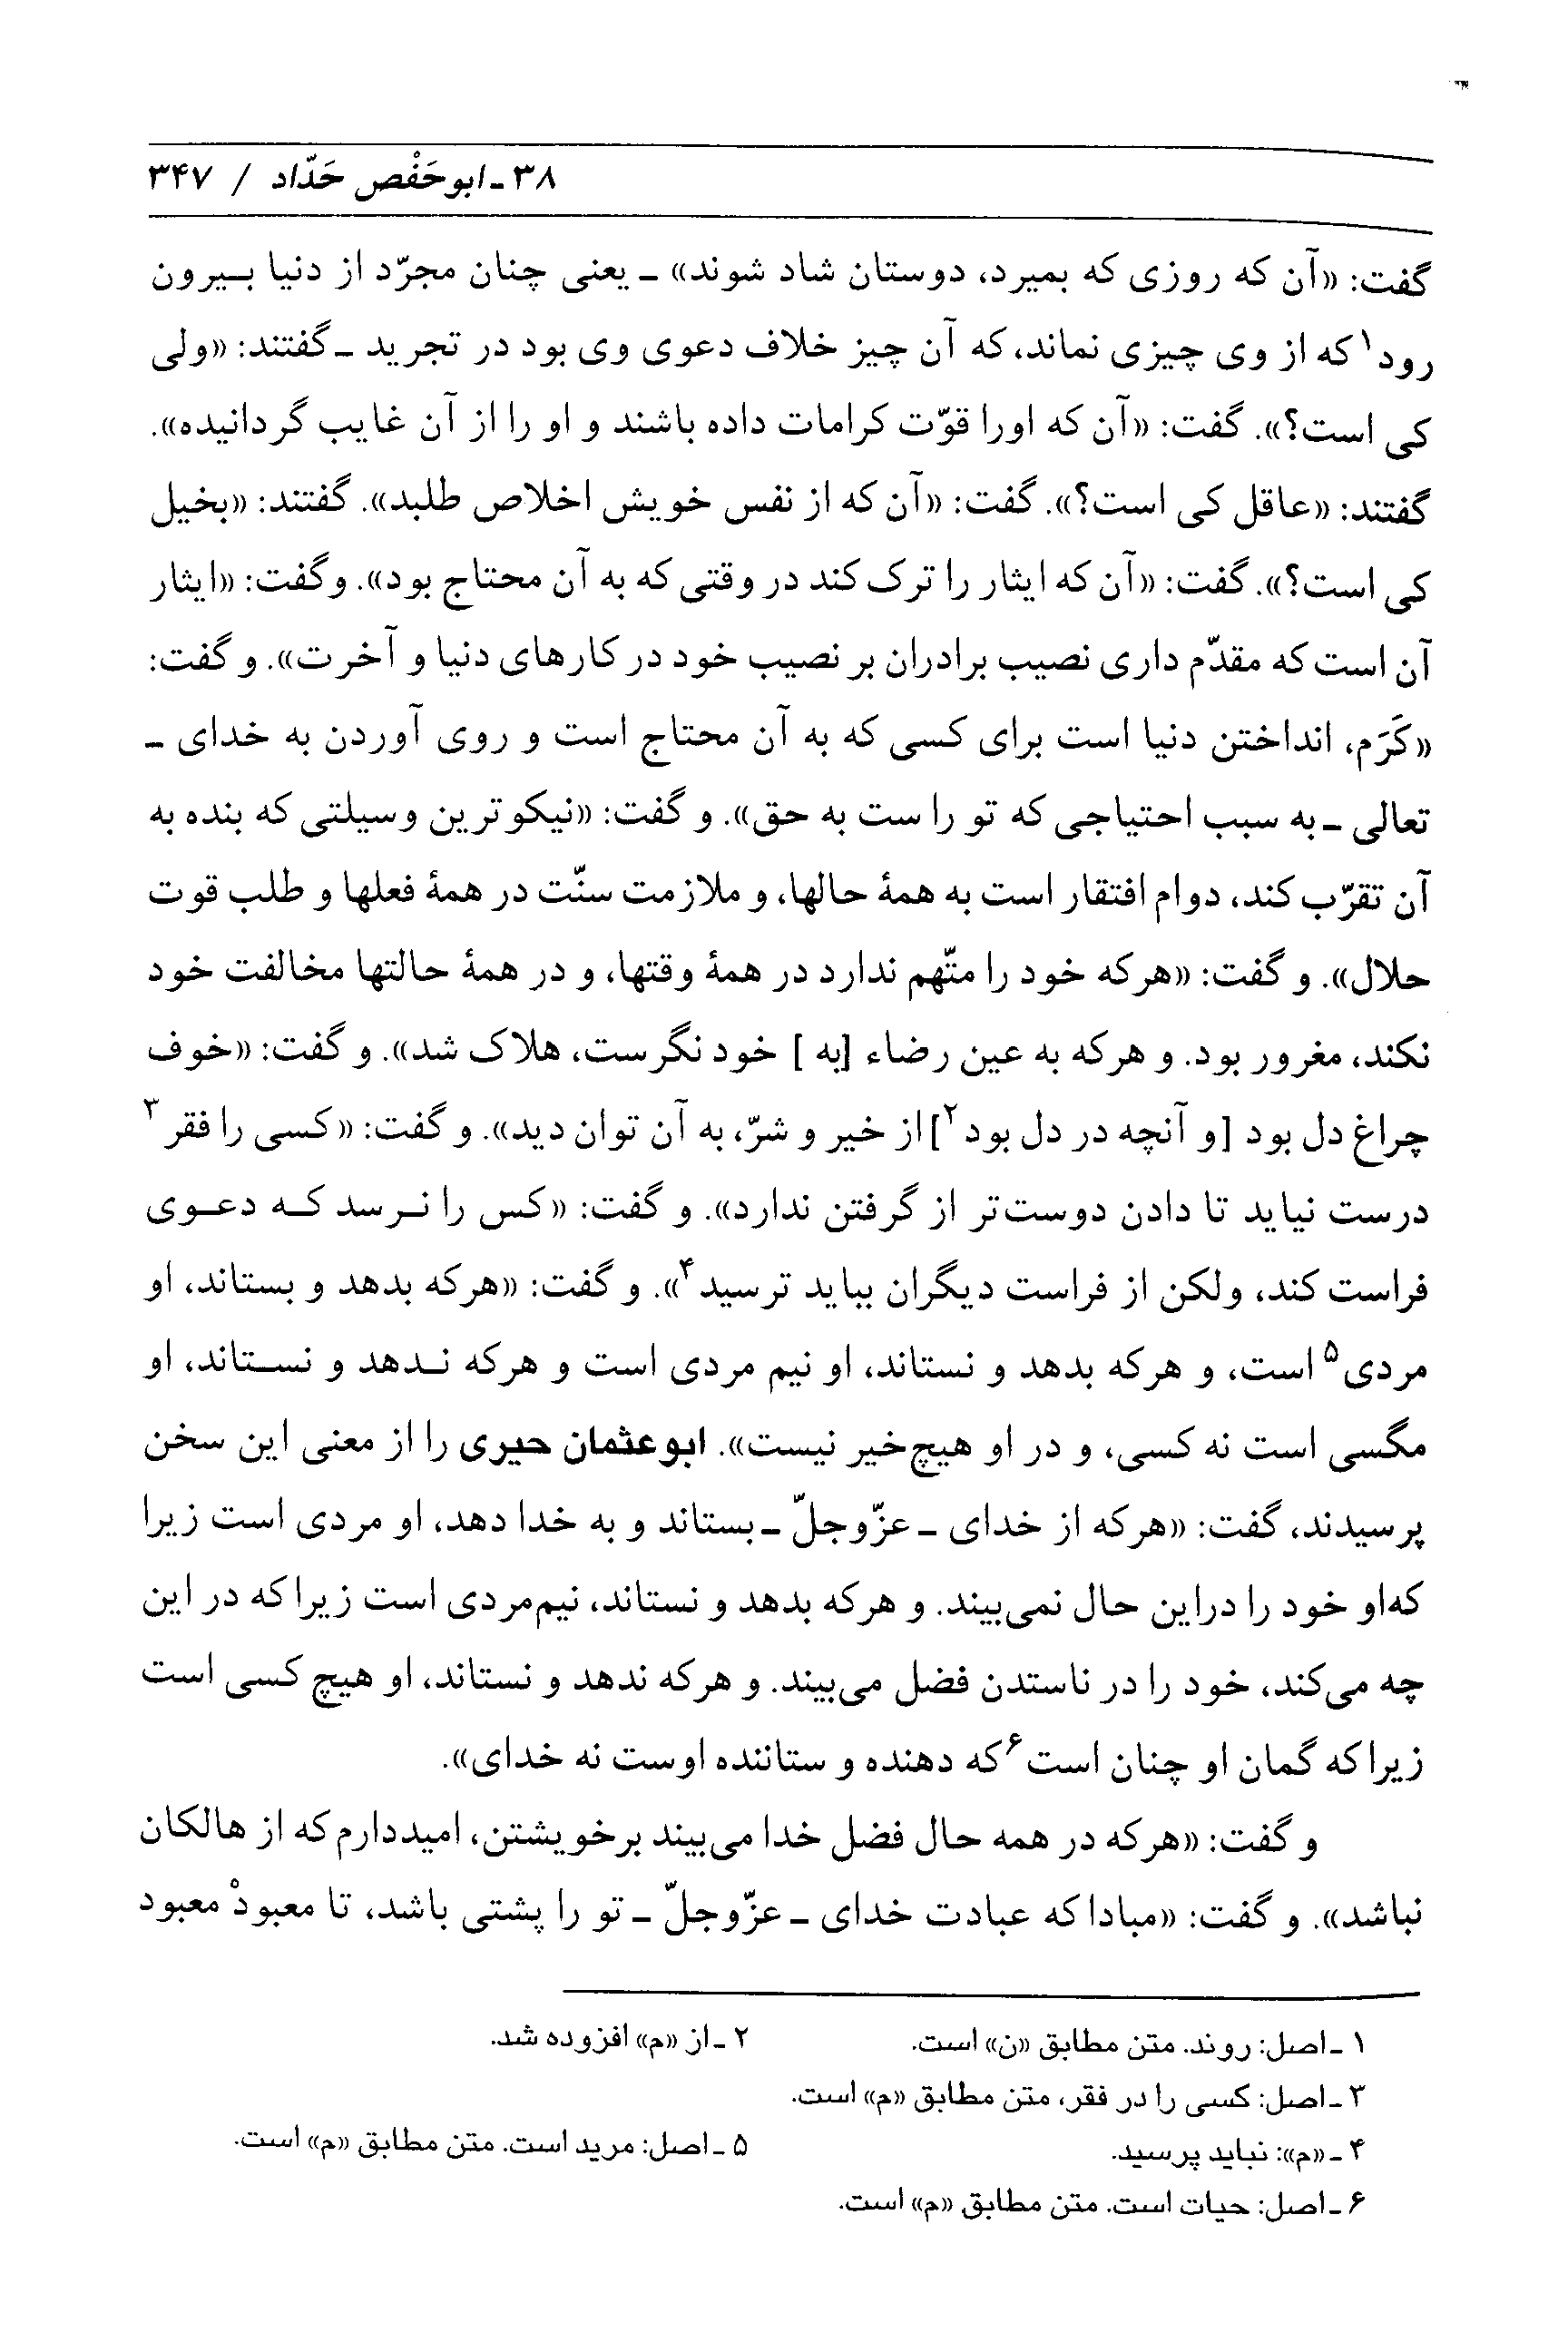 ۳۸ـ ابوحَفْص حَدّاد / ۳۴۷
گفت: «آن که روزی که بمیرد، دوستان شاد شوند» ـ یعنی چنان مجرّد از دنیا بـیرون
رود۱ که از وی چیزی نماند، که آن چیز خلاف دعوی وی بود در تجرید ـ گفتند: «ولی
کی است؟». گفت: «آن که اورا قوّت کرامات داده باشند و او را از آن غایب گردانیده».
گفتند: «عاقل کی است؟». گفت: «آن که از نفس خویش اخلاص طلبد». گفتند: «بخیل
کی است؟». گفت: «آن که ایثار را ترک کند در وقتی که به آن محتاج بود». وگفت: «ایثار
آن است که مقدّم داری نصیب برادران بر نصیب خود در کارهای دنیا و آخرت». و گفت:
«کَرَم، انداختن دنیا است برای کسی که به آن محتاج است و روی آوردن به خدای ـ
تعالی ـ به سبب احتیاجی که تو را ست به حق». و گفت: «نیکوترین وسیلتی که بنده به
آن تقرّب کند، دوام افتقار است به همهٔ حالها، و ملازمت سنّت در همهٔ فعلها و طلب قوت
حلال». و گفت: «هرکه خود را متّهم ندارد در همهٔ وقتها، و در همهٔ حالتها مخالفت خود
نکند، مغرور بود. و هرکه به عین رضاء [به ] خود نگرست، هلاک شد». و گفت: «خوف
چراغ دل بود [و آنچه در دل بود۲] از خیر و شرّ، به آن توان دید». و گفت: «کسی را فقر۳
درست نیاید تا دادن دوست‌تر از گرفتن ندارد». و گفت: «کس را نـرسد کـه دعـوی
فراست کند، ولکن از فراست دیگران بباید ترسید۴». و گفت: «هرکه بدهد و بستاند، او
مردی۵ است، و هرکه بدهد و نستاند، او نیم مردی است و هرکه نـدهد و نسـتاند، او
مگسی است نه کسی، و در او هیچ‌خیر نیست». ابوعثمان حیری را از معنی این سخن
پرسیدند، گفت: «هرکه از خدای ـ عزّوجلّ ـ بستاند و به خدا دهد، او مردی است زیرا
که‌او خود را دراین حال نمی‌بیند. و هرکه بدهد و نستاند، نیم‌مردی است زیرا که در این
چه می‌کند، خود را در ناستدن فضل می‌بیند. و هرکه ندهد و نستاند، او هیچ کسی است
زیرا که گمان او چنان است۶ که دهنده و ستاننده اوست نه خدای».
و گفت: «هرکه در همه حال فضل خدا می‌بیند برخویشتن، امیددارم که از هالکان
نباشد». و گفت: «مبادا که عبادت خدای ـ عزّوجلّ ـ تو را پشتی باشد، تا معبودْ معبود
۱ ـ اصل: روند. متن مطابق «ن» است. ۲ ـ از «م» افزوده شد.
۳ ـ اصل: کسی را در فقر، متن مطابق «م» است.
۴ ـ «م»: نباید پرسید. ۵ ـ اصل: مرید است. متن مطابق «م» است.
۶ ـ اصل: حیات است. متن مطابق «م» است.